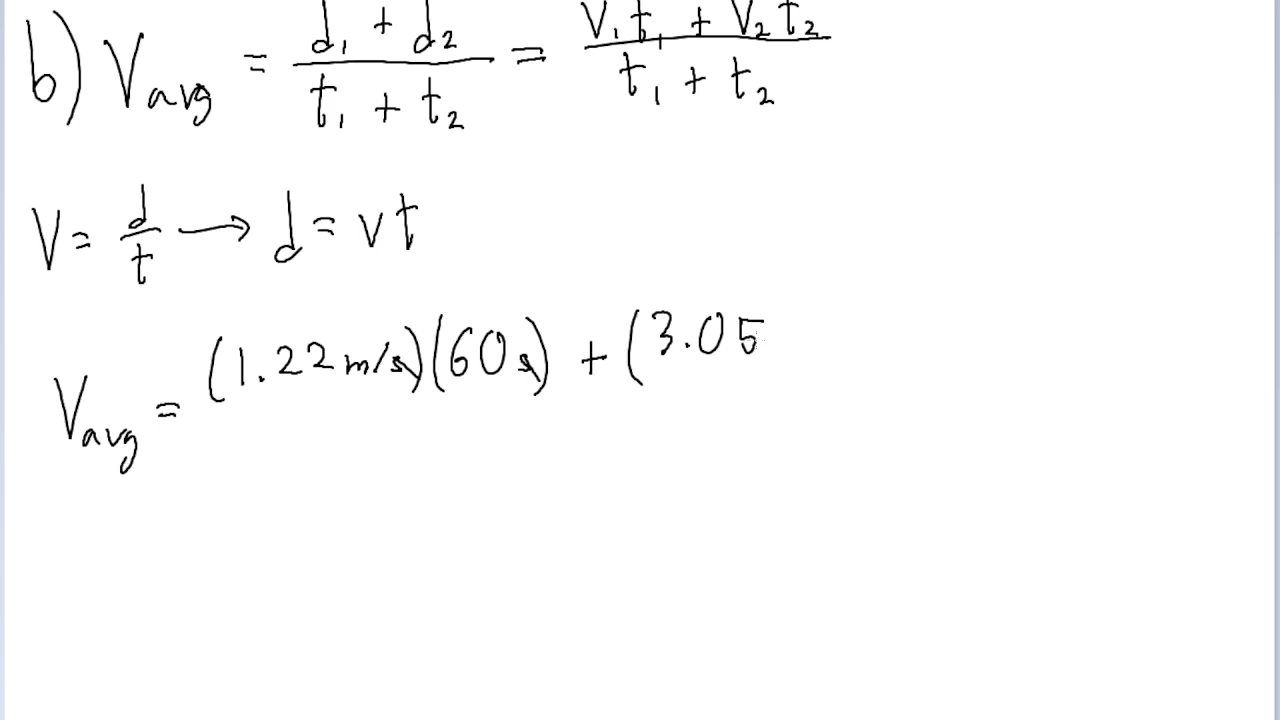 b) Vavg = d₁ + d₂ / t₁ + t₂ = V₁t₁ + V₂t₂ / t₁ + t₂
V = d/t → d = vt
Vavg = (1.22 m/s)(60 s) + (3.05